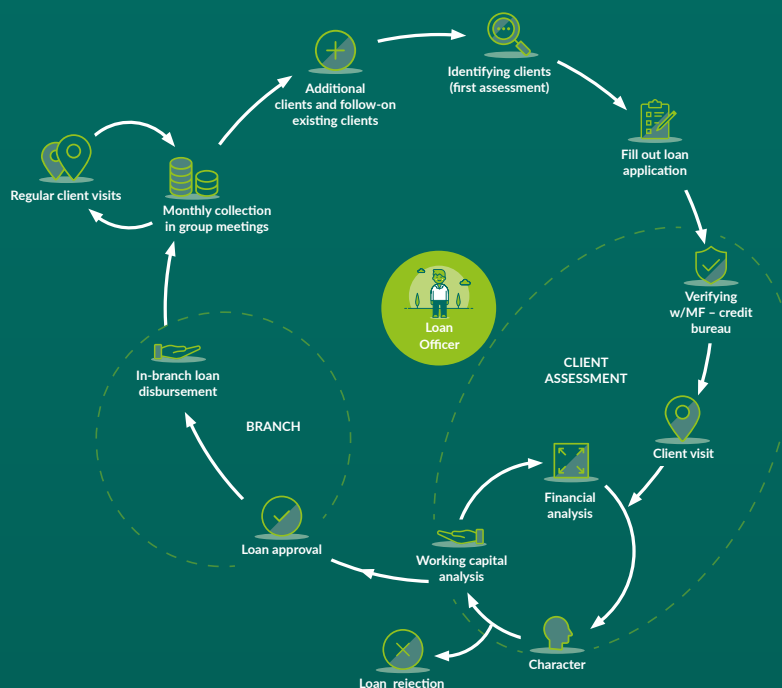 Identifying clients
(first assessment)
Additional
clients and follow-on
existing clients
Fill out loan
application
Regular client visits
Monthly collection
in group meetings
Verifying
w/MF – credit
bureau
Loan
Officer
CLIENT
ASSESSMENT
In-branch loan
disbursement
BRANCH
Client visit
Financial
analysis
Loan approval
Working capital
analysis
Character
Loan rejection